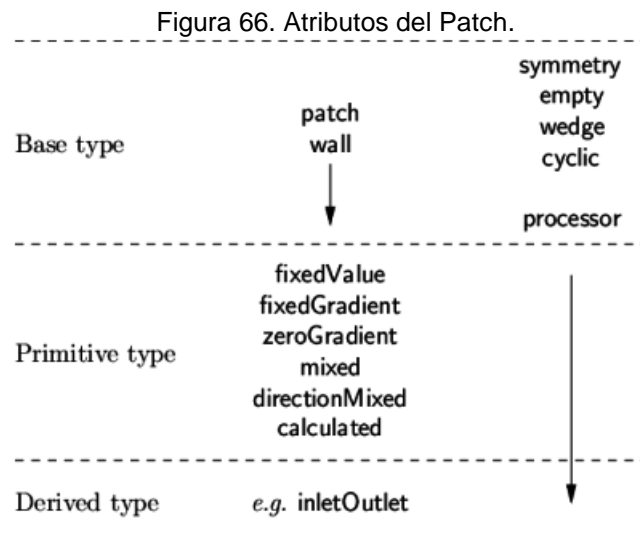 Figura 66. Atributos del Patch.
Base type
patch
wall
symmetry
empty
wedge
cyclic
processor
Primitive type
fixedValue
fixedGradient
zeroGradient
mixed
directionMixed
calculated
Derived type
e.g. inletOutlet